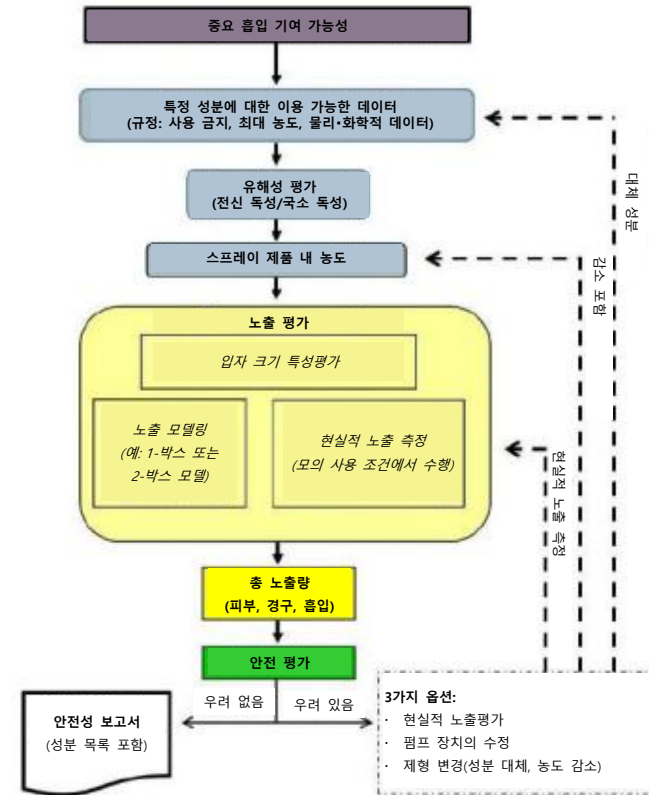 중요 흡입 기여 가능성
특정 성분에 대한 이용 가능한 데이터
(규정: 사용 금지, 최대 농도, 물리•화학적 데이터)
유해성 평가
(전신 독성/국소 독성)
스프레이 제품 내 농도
노출 평가
입자 크기 특성평가
노출 모델링
(예: 1-박스 또는
2-박스 모델)
현실적 노출 측정
(모의 사용 조건에서 수행)
총 노출량
(피부, 경구, 흡입)
안전 평가
우려 없음
우려 있음
안전성 보고서
(성분 목록 포함)
3가지 옵션:
· 현실적 노출평가
· 펌프 장치의 수정
· 제형 변경(성분 대체, 농도 감소)
대체 성분
감소 포함
현실적 노출 측정